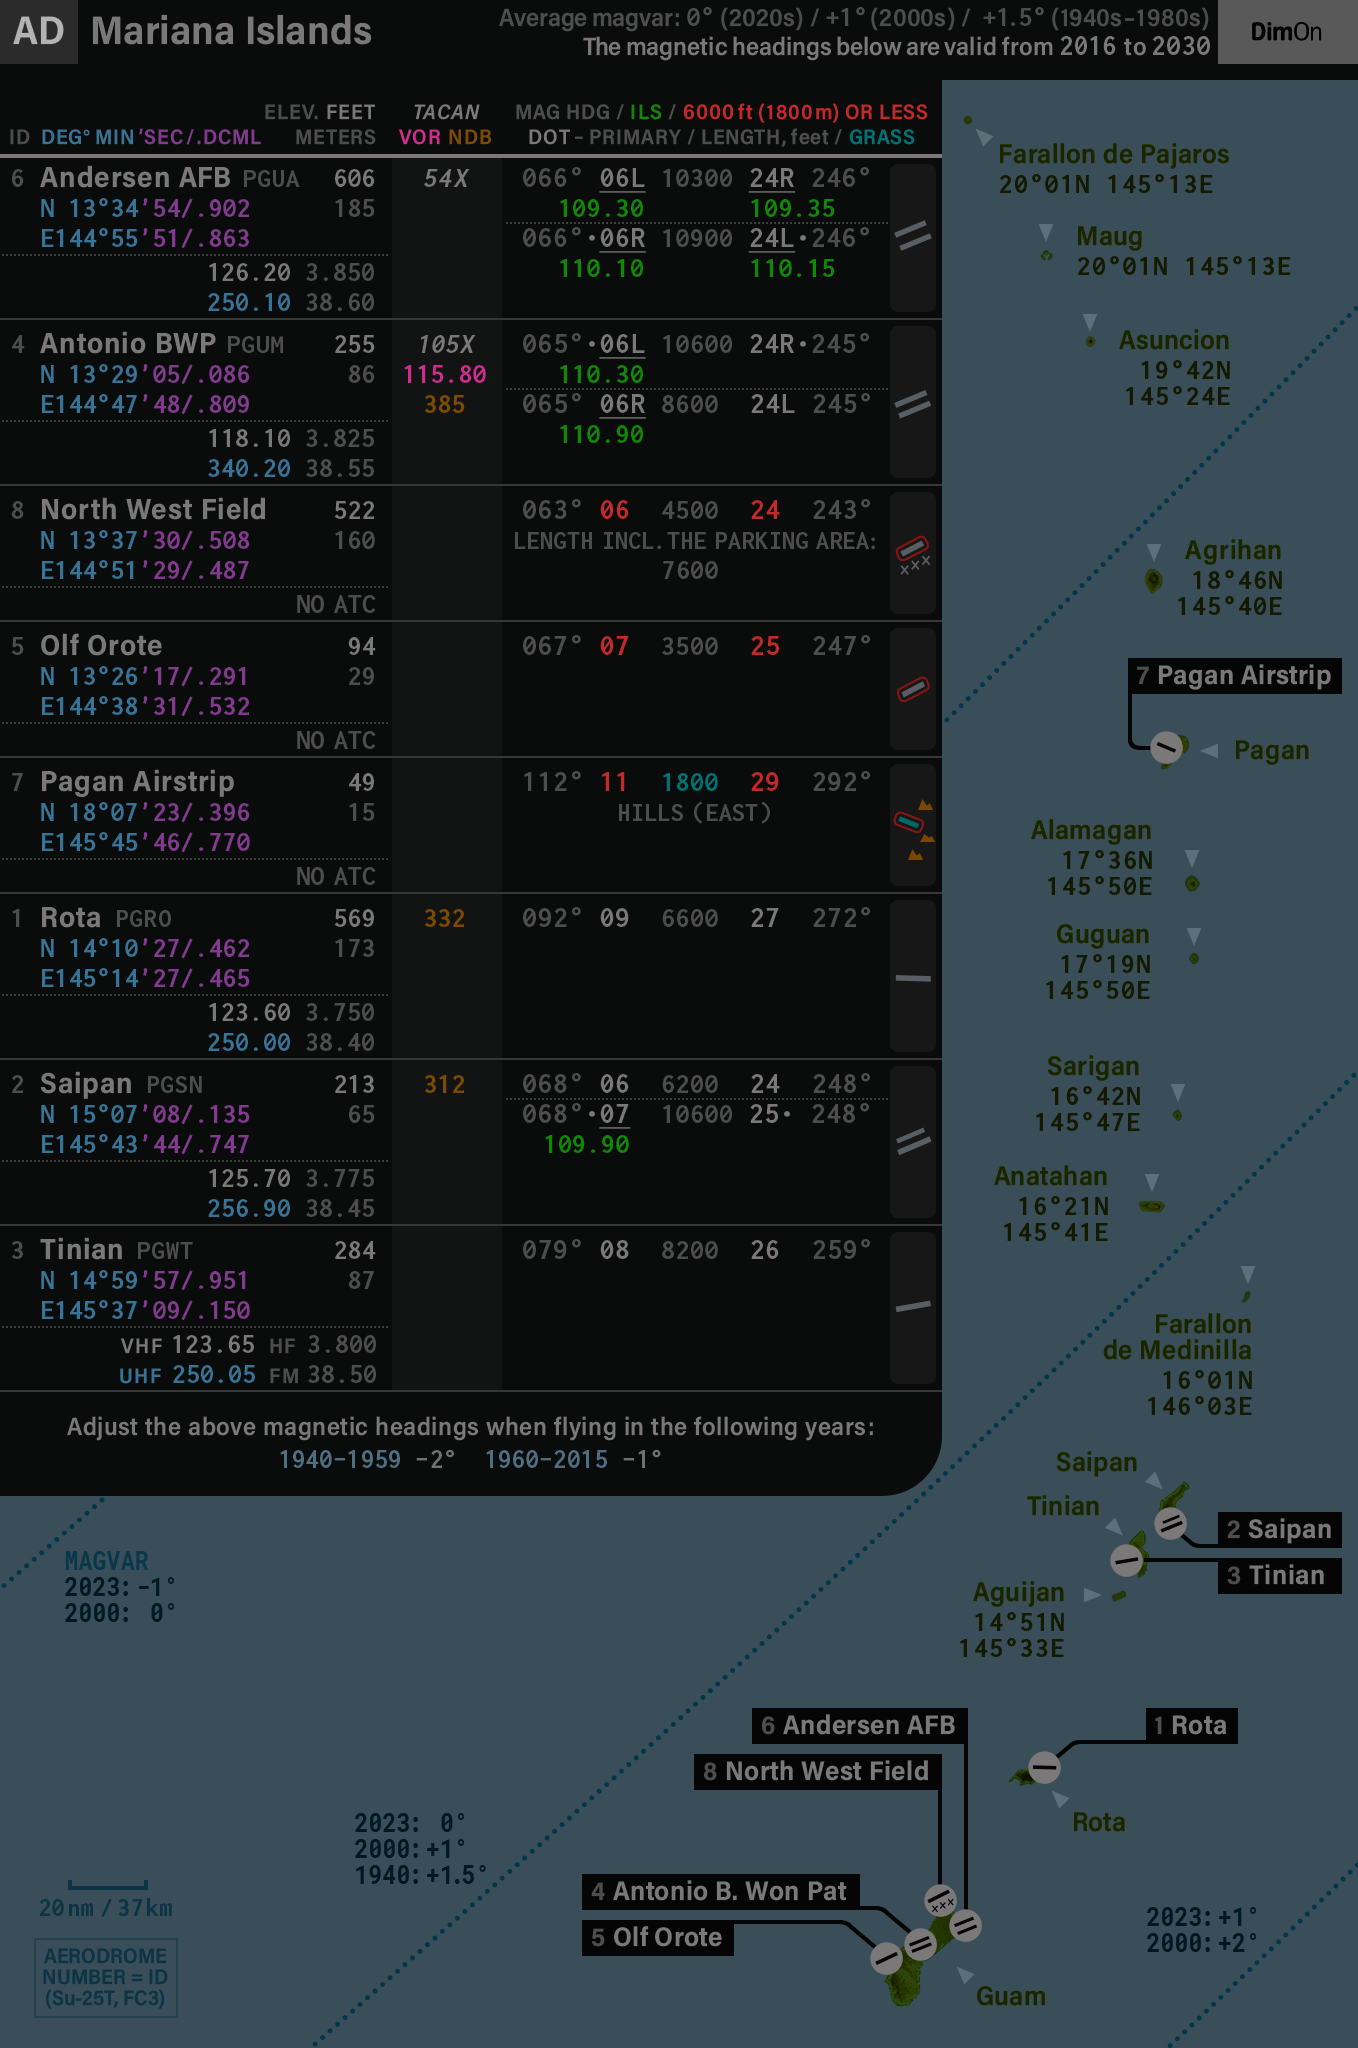 AD Mariana Islands
Average magvar: 0° (2020s) / +1° (2000s) / +1.5° (1940s-1980s)
The magnetic headings below are valid from 2016 to 2030
DimOn
ELEV. FEET TACAN MAG HDG / ILS / 6000 ft (1800 m) OR LESS
ID DEG° MIN 'SEC/.DCML METERS VOR NDB DOT - PRIMARY / LENGTH, feet / GRASS
6 Andersen AFB PGUA 606 54X 066° 06L 10300 24R 246°
N 13°34'54/.902 185 109.30 109.35
E144°55'51/.863 066°·06R 10900 24L·246°
126.20 3.850 110.10 110.15
250.10 38.60
4 Antonio BWP PGUM 255 105X 065°·06L 10600 24R·245°
N 13°29'05/.086 86 115.80 110.30
E144°47'48/.809 385 065° 06R 8600 24L 245°
118.10 3.825 110.90
340.20 38.55
8 North West Field 522 063° 06 4500 24 243°
N 13°37'30/.508 160 LENGTH INCL. THE PARKING AREA:
E144°51'29/.487 7600
NO ATC
5 Olf Orote 94 067° 07 3500 25 247°
N 13°26'17/.291 29
E144°38'31/.532
NO ATC
7 Pagan Airstrip 49 112° 11 1800 29 292°
N 18°07'23/.396 15 HILLS (EAST)
E145°45'46/.770
NO ATC
1 Rota PGRO 569 332 092° 09 6600 27 272°
N 14°10'27/.462 173
E145°14'27/.465
123.60 3.750
250.00 38.40
2 Saipan PGSN 213 312 068° 06 6200 24 248°
N 15°07'08/.135 65 068°·07 10600 25· 248°
E145°43'44/.747 109.90
125.70 3.775
256.90 38.45
3 Tinian PGWT 284 079° 08 8200 26 259°
N 14°59'57/.951 87
E145°37'09/.150
VHF 123.65 HF 3.800
UHF 250.05 FM 38.50
Adjust the above magnetic headings when flying in the following years:
1940-1959 -2° 1960-2015 -1°
Farallon de Pajaros
20°01N 145°13E
Maug
20°01N 145°13E
Asuncion
19°42N
145°24E
Agrihan
18°46N
145°40E
7 Pagan Airstrip
Pagan
Alamagan
17°36N
145°50E
Guguan
17°19N
145°50E
Sarigan
16°42N
145°47E
Anatahan
16°21N
145°41E
Farallon
de Medinilla
16°01N
146°03E
Saipan
Tinian
2 Saipan
3 Tinian
Aguijan
14°51N
145°33E
MAGVAR
2023: -1°
2000: 0°
6 Andersen AFB
1 Rota
8 North West Field
Rota
2023: 0°
2000: +1°
1940: +1.5°
4 Antonio B. Won Pat
5 Olf Orote
Guam
2023: +1°
2000: +2°
20 nm / 37 km
AERODROME
NUMBER = ID
(Su-25T, FC3)